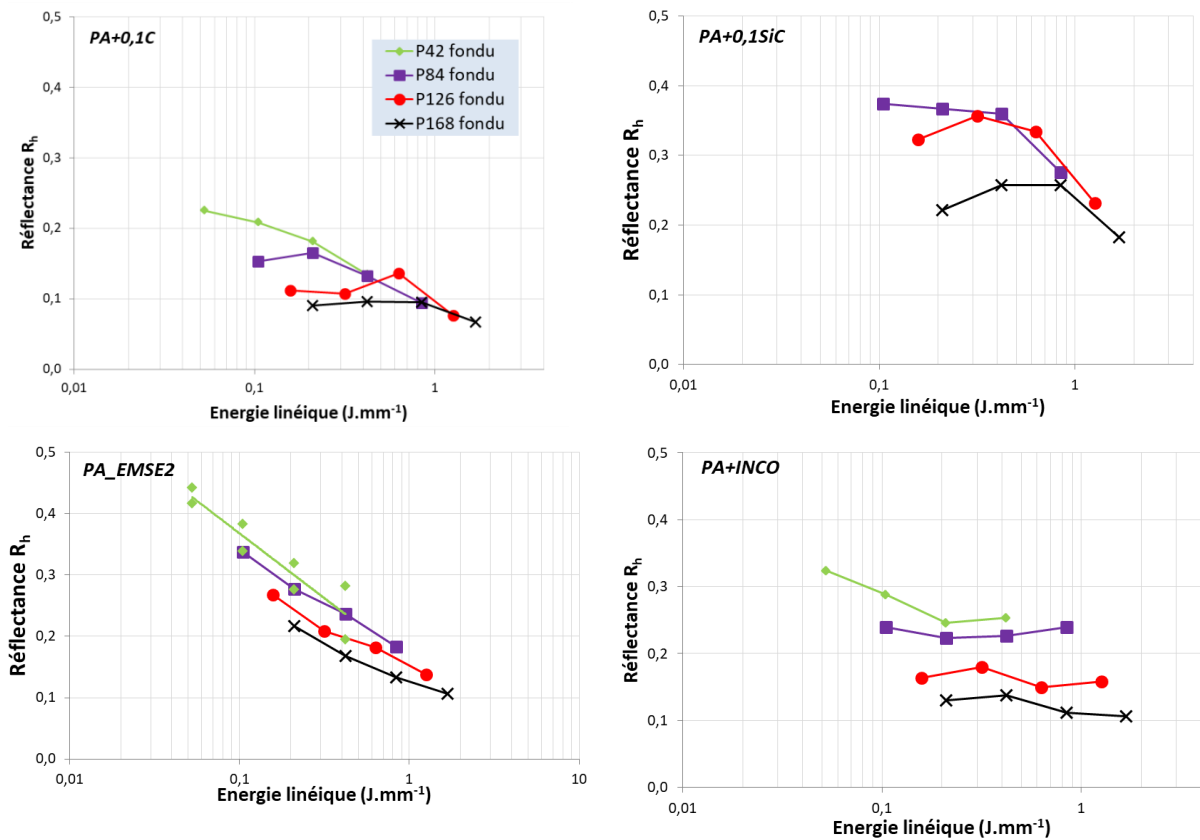 PA+0,1C
P42 fondu
P84 fondu
P126 fondu
P168 fondu
Réflectance Rₕ
0,5
0,4
0,3
0,2
0,1
0,0
0,01
0,1
1
Energie linéique (J.mm⁻¹)
PA+0,1SiC
Réflectance Rₕ
0,5
0,4
0,3
0,2
0,1
0,0
0,01
0,1
1
Energie linéique (J.mm⁻¹)
PA_EMSE2
Réflectance Rₕ
0,5
0,4
0,3
0,2
0,1
0,0
0,01
0,1
1
10
Energie linéique (J.mm⁻¹)
PA+INCO
Réflectance Rₕ
0,5
0,4
0,3
0,2
0,1
0,0
0,01
0,1
1
Energie linéique (J.mm⁻¹)